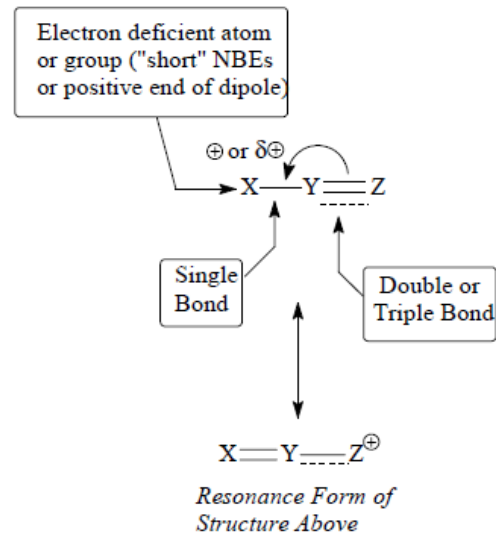 Electron deficient atom
or group ("short" NBEs
or positive end of dipole)
⊕ or δ⊕
X—Y=Z
Single
Bond
Double or
Triple Bond
X=Y—Z⊕
Resonance Form of
Structure Above